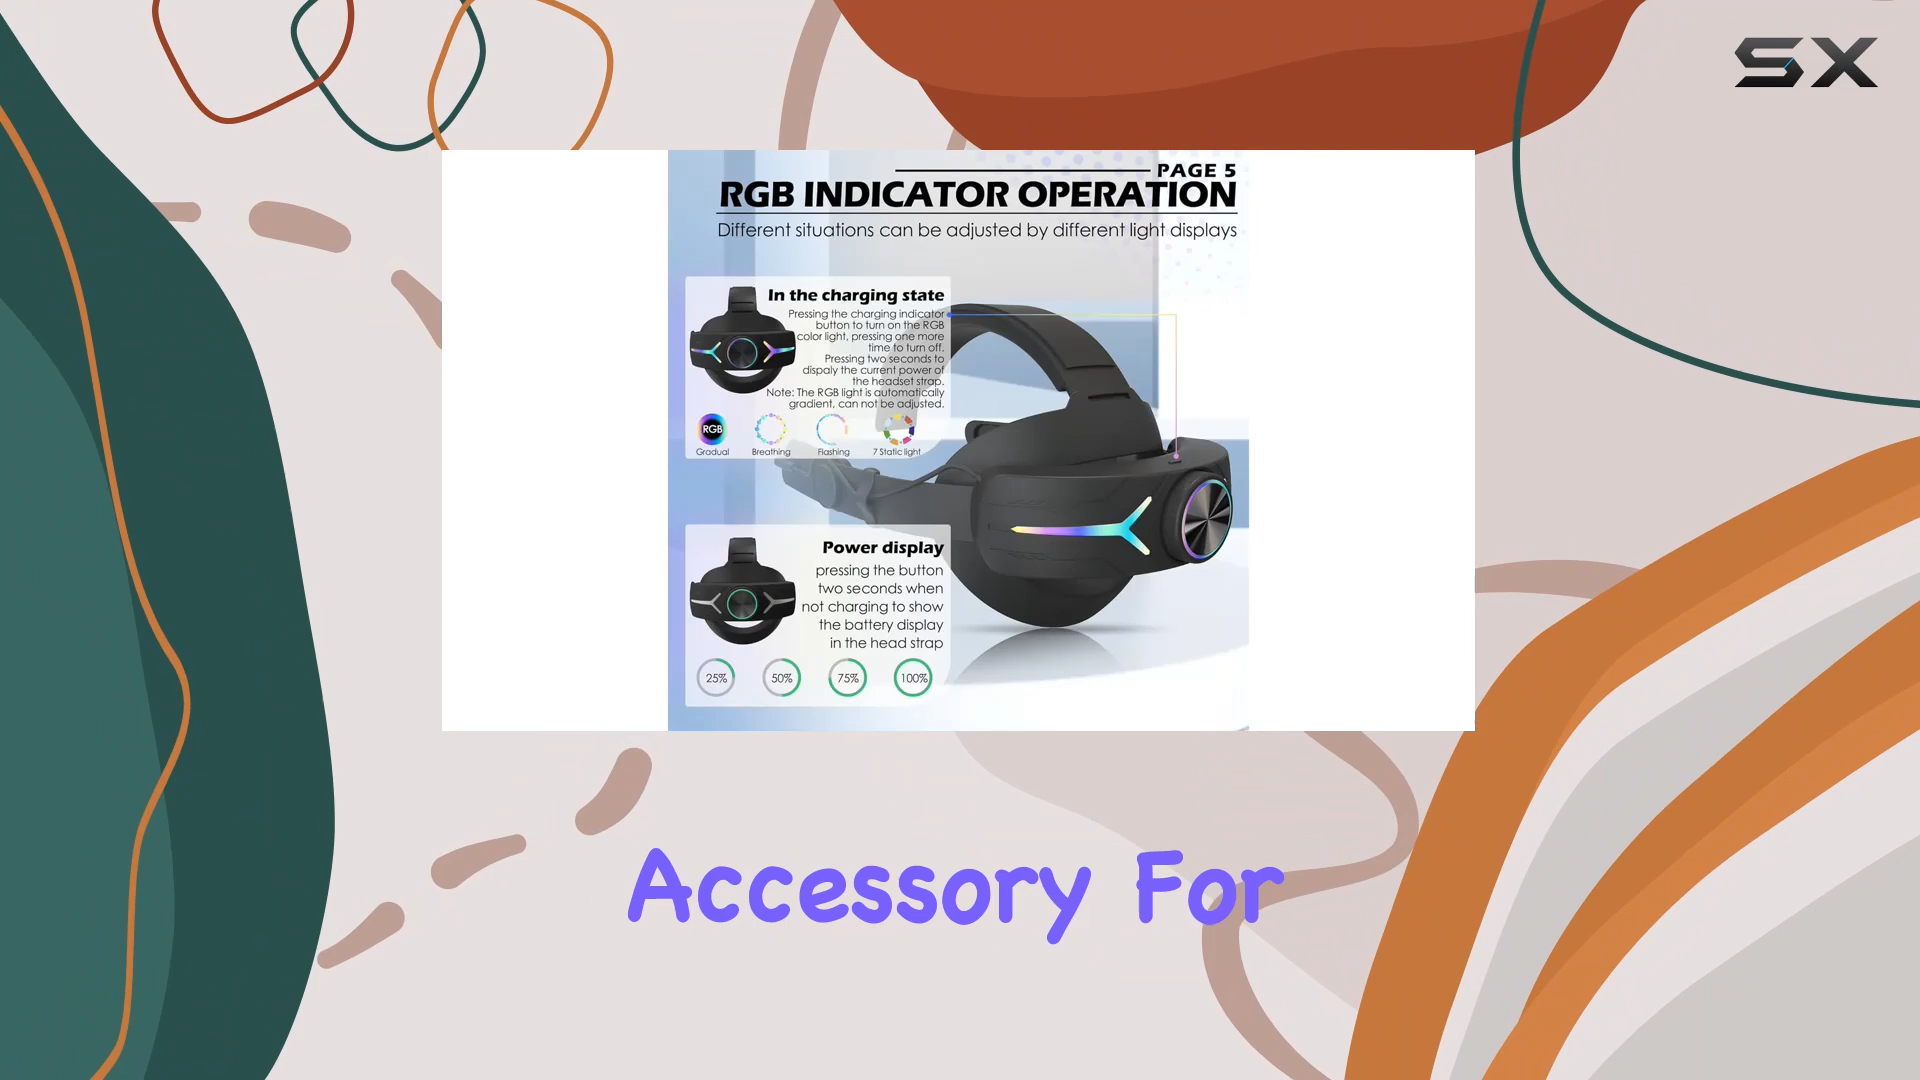 SX
PAGE 5
RGB INDICATOR OPERATION
Different situations can be adjusted by different light displays
In the charging state
Pressing the charging indicator
button to turn on the RGB
color light, pressing one more
time to turn off.
Pressing two seconds to
dispaly the current power of
the headset strap.
Note: The RGB light is automatically
gradient, can not be adjusted.
RGB
Gradual Breathing Flashing 7 Static light
Power display
pressing the button
two seconds when
not charging to show
the battery display
in the head strap
25% 50% 75% 100%
Accessory For